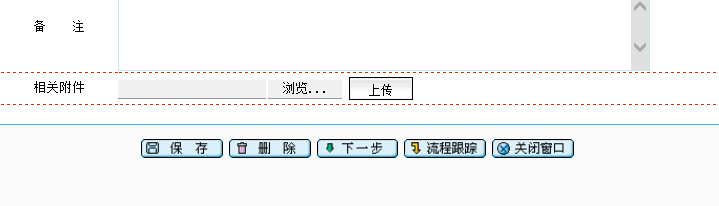 备 注
相关附件 浏览... 上传
保 存 删 除 下一步 流程跟踪 关闭窗口